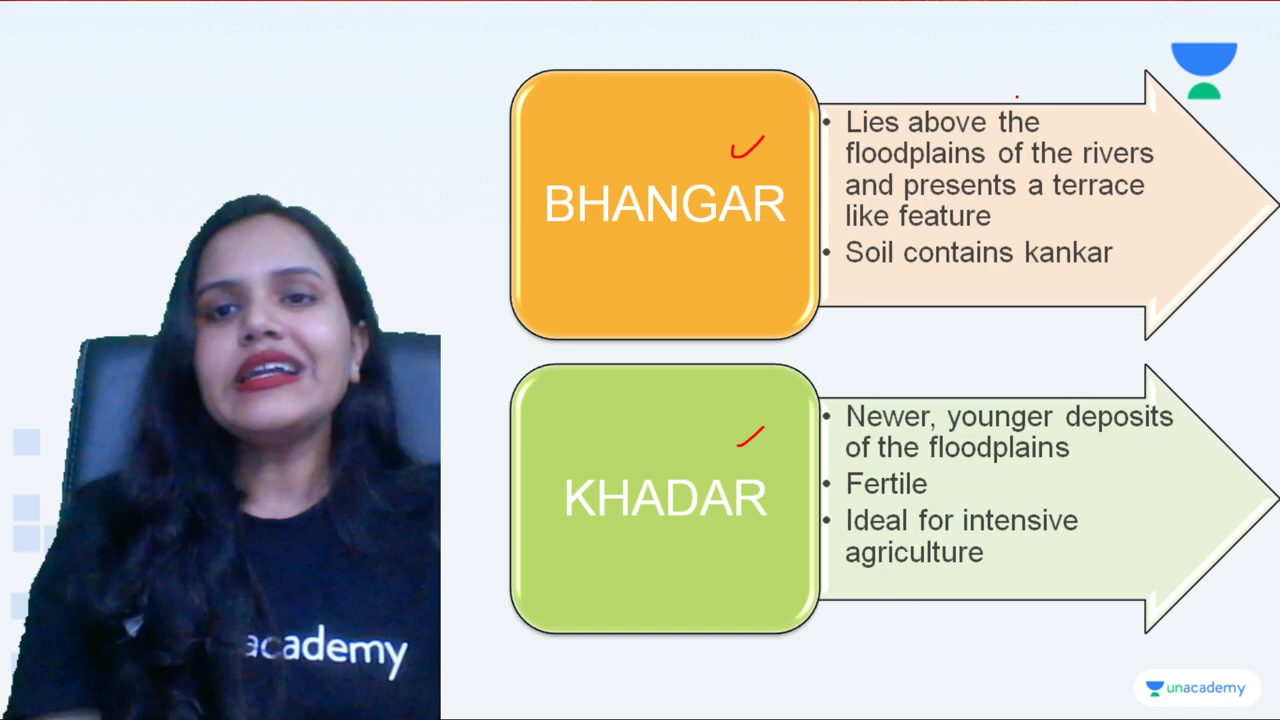 BHANGAR
• Lies above the
floodplains of the rivers
and presents a terrace
like feature
• Soil contains kankar
KHADAR
• Newer, younger deposits
of the floodplains
• Fertile
• Ideal for intensive
agriculture
academy
unacademy